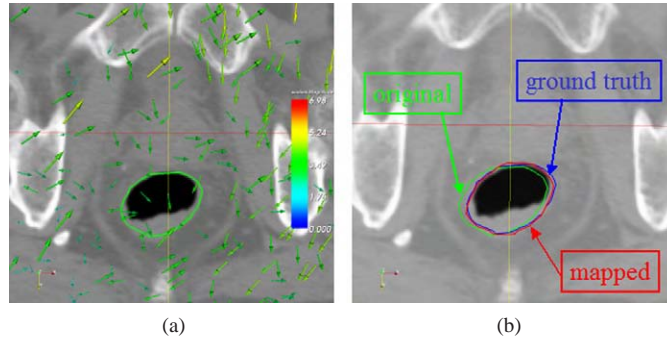 6.98
5.24
0.000
original
ground truth
mapped
(a)
(b)